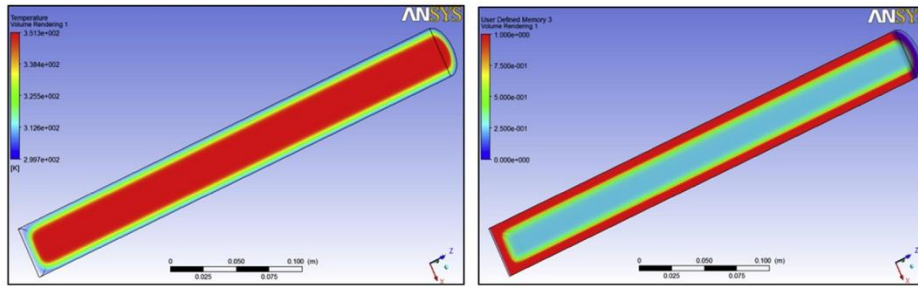 Temperature
Volume Rendering 1
3.513e+002
3.384e+002
3.255e+002
3.126e+002
2.997e+002
[K]
ANSYS
0 0.050 0.100 (m)
0.025 0.075
Z
X
User Defined Memory 3
Volume Rendering 1
1.000e+000
7.500e-001
5.000e-001
2.500e-001
0.000e+000
ANSYS
0 0.050 0.100 (m)
0.025 0.075
Z
X